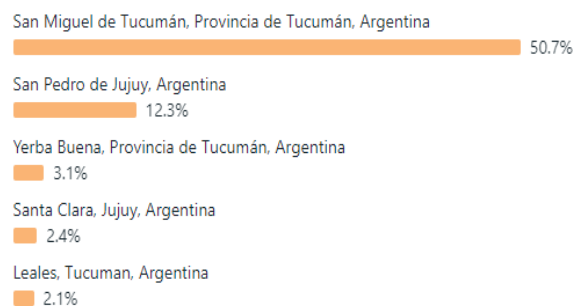 San Miguel de Tucumán, Provincia de Tucumán, Argentina
50.7%
San Pedro de Jujuy, Argentina
12.3%
Yerba Buena, Provincia de Tucumán, Argentina
3.1%
Santa Clara, Jujuy, Argentina
2.4%
Leales, Tucuman, Argentina
2.1%